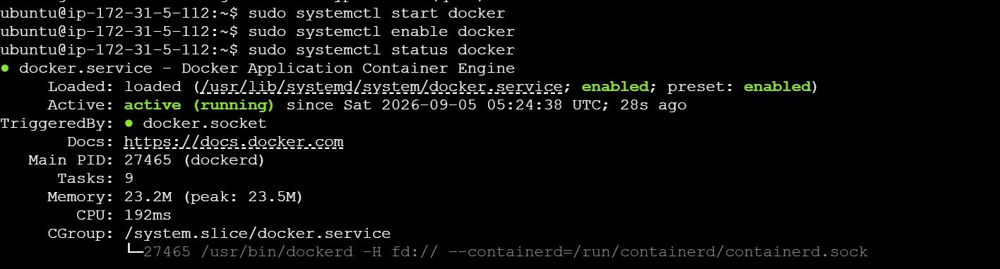 ubuntu@ip-172-31-5-112:~$ sudo systemctl start docker
ubuntu@ip-172-31-5-112:~$ sudo systemctl enable docker
ubuntu@ip-172-31-5-112:~$ sudo systemctl status docker
● docker.service - Docker Application Container Engine
     Loaded: loaded (/usr/lib/systemd/system/docker.service; enabled; preset: enabled)
     Active: active (running) since Sat 2026-09-05 05:24:38 UTC; 28s ago
TriggeredBy: ● docker.socket
       Docs: https://docs.docker.com
   Main PID: 27465 (dockerd)
      Tasks: 9
     Memory: 23.2M (peak: 23.5M)
        CPU: 192ms
     CGroup: /system.slice/docker.service
             └─27465 /usr/bin/dockerd -H fd:// --containerd=/run/containerd/containerd.sock